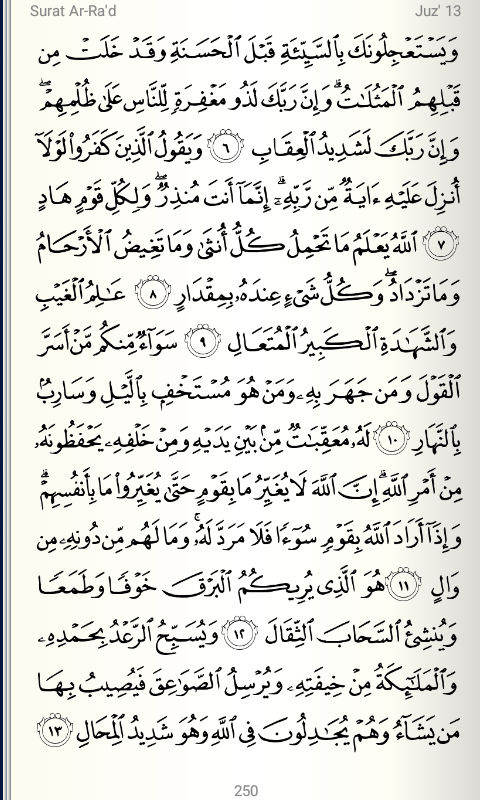 Surat Ar-Ra'd Juz' 13
وَيَسْتَعْجِلُونَكَ بِالسَّيِّئَةِ قَبْلَ الْحَسَنَةِ وَقَدْ خَلَتْ مِن
قَبْلِهِمُ الْمَثُلَٰتُ ۗ وَإِنَّ رَبَّكَ لَذُو مَغْفِرَةٍ لِّلنَّاسِ عَلَىٰ ظُلْمِهِمْ ۖ
وَإِنَّ رَبَّكَ لَشَدِيدُ الْعِقَابِ ٦ وَيَقُولُ الَّذِينَ كَفَرُوا لَوْلَآ
أُنزِلَ عَلَيْهِ ءَايَةٌ مِّن رَّبِّهِۦٓ ۗ إِنَّمَآ أَنتَ مُنذِرٌ ۖ وَلِكُلِّ قَوْمٍ هَادٍ
٧ اللَّهُ يَعْلَمُ مَا تَحْمِلُ كُلُّ أُنثَىٰ وَمَا تَغِيضُ الْأَرْحَامُ
وَمَا تَزْدَادُ ۖ وَكُلُّ شَىْءٍ عِندَهُۥ بِمِقْدَارٍ ٨ عَٰلِمُ الْغَيْبِ
وَالشَّهَٰدَةِ الْكَبِيرُ الْمُتَعَالِ ٩ سَوَآءٌ مِّنكُم مَّنْ أَسَرَّ
الْقَوْلَ وَمَن جَهَرَ بِهِۦ وَمَنْ هُوَ مُسْتَخْفٍ بِالَّيْلِ وَسَارِبٌ
بِالنَّهَارِ ١٠ لَهُۥ مُعَقِّبَٰتٌ مِّنۢ بَيْنِ يَدَيْهِ وَمِنْ خَلْفِهِۦ يَحْفَظُونَهُۥ
مِنْ أَمْرِ اللَّهِ ۗ إِنَّ اللَّهَ لَا يُغَيِّرُ مَا بِقَوْمٍ حَتَّىٰ يُغَيِّرُوا مَا بِأَنفُسِهِمْ ۗ
وَإِذَآ أَرَادَ اللَّهُ بِقَوْمٍ سُوٓءًا فَلَا مَرَدَّ لَهُۥ ۚ وَمَا لَهُم مِّن دُونِهِۦ مِن
وَالٍ ١١ هُوَ الَّذِى يُرِيكُمُ الْبَرْقَ خَوْفًا وَطَمَعًا
وَيُنشِئُ السَّحَابَ الثِّقَالَ ١٢ وَيُسَبِّحُ الرَّعْدُ بِحَمْدِهِۦ
وَالْمَلَٰٓئِكَةُ مِنْ خِيفَتِهِۦ وَيُرْسِلُ الصَّوَٰعِقَ فَيُصِيبُ بِهَا
مَن يَشَآءُ وَهُمْ يُجَٰدِلُونَ فِى اللَّهِ وَهُوَ شَدِيدُ الْمِحَالِ ١٣
250